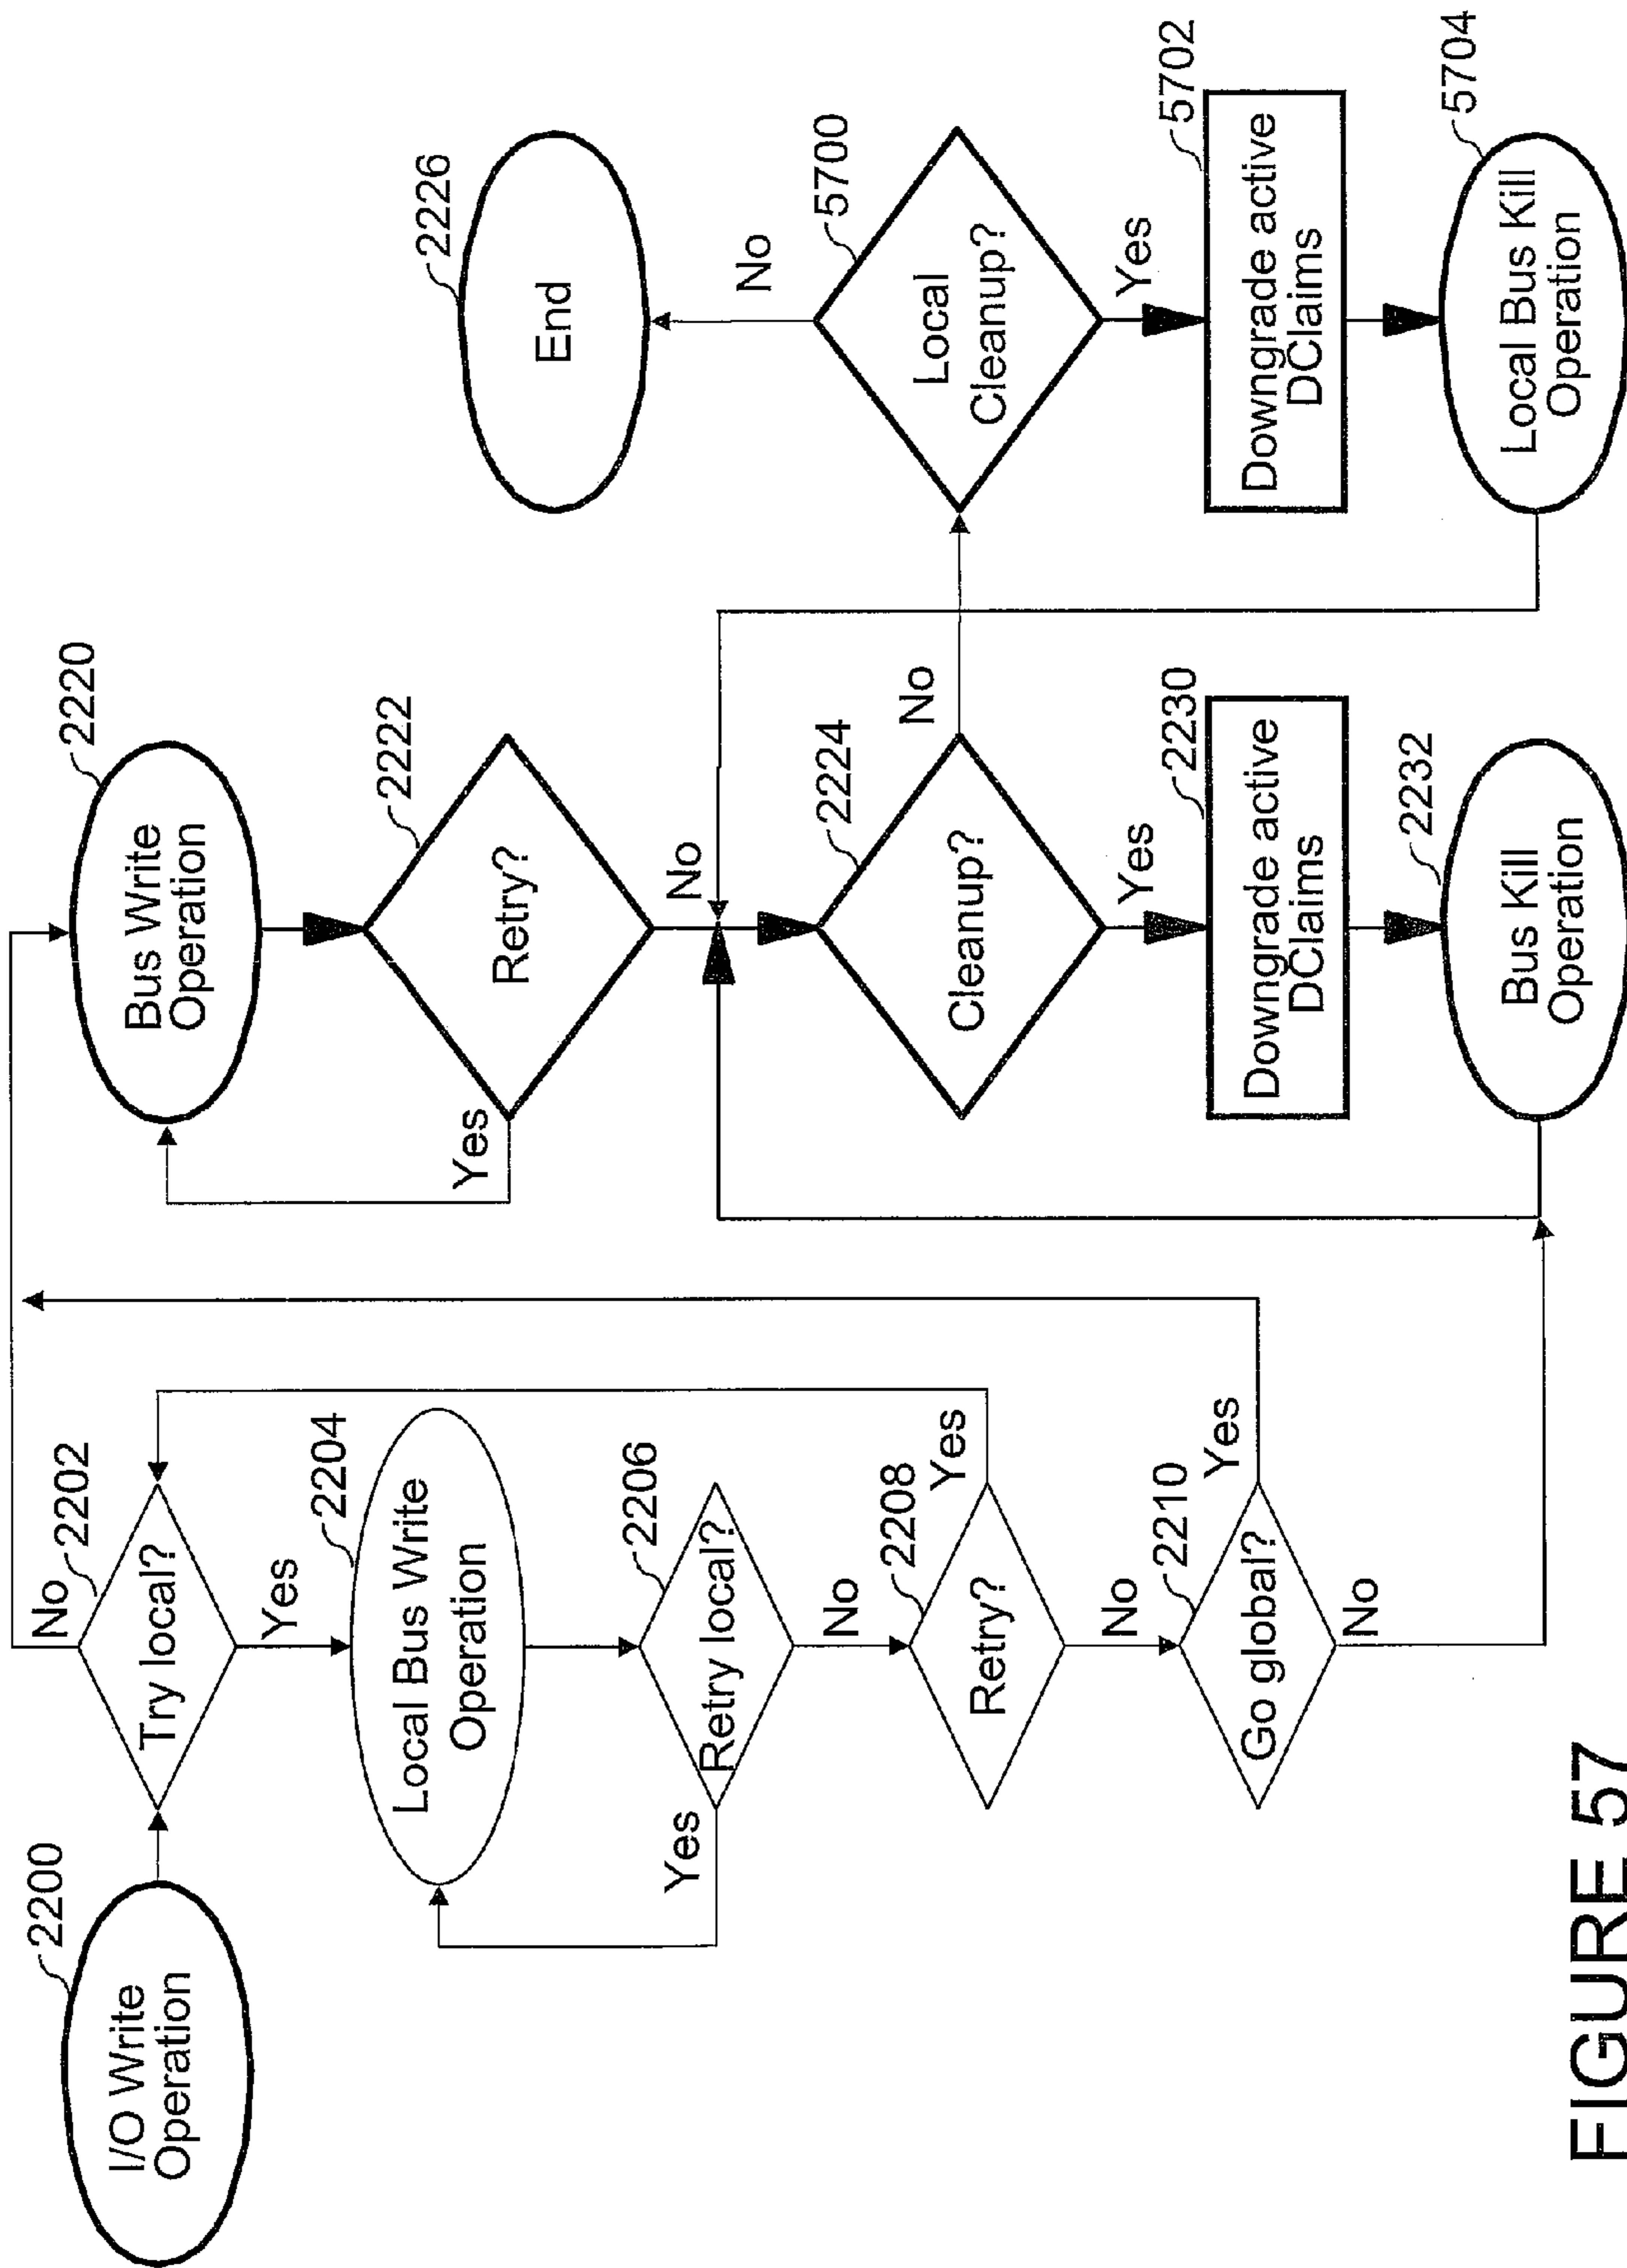 2200
I/O Write
Operation
2202
Try local?
No
Yes
2204
Local Bus Write
Operation
2206
Retry local?
Yes
No
2208
Retry?
Yes
No
2210
Go global?
Yes
No
2220
Bus Write
Operation
2222
Retry?
Yes
No
2224
Cleanup?
No
Yes
2230
Downgrade active
DClaims
2232
Bus Kill
Operation
2226
End
No
5700
Local
Cleanup?
Yes
5702
Downgrade active
DClaims
5704
Local Bus Kill
Operation
FIGURE 57